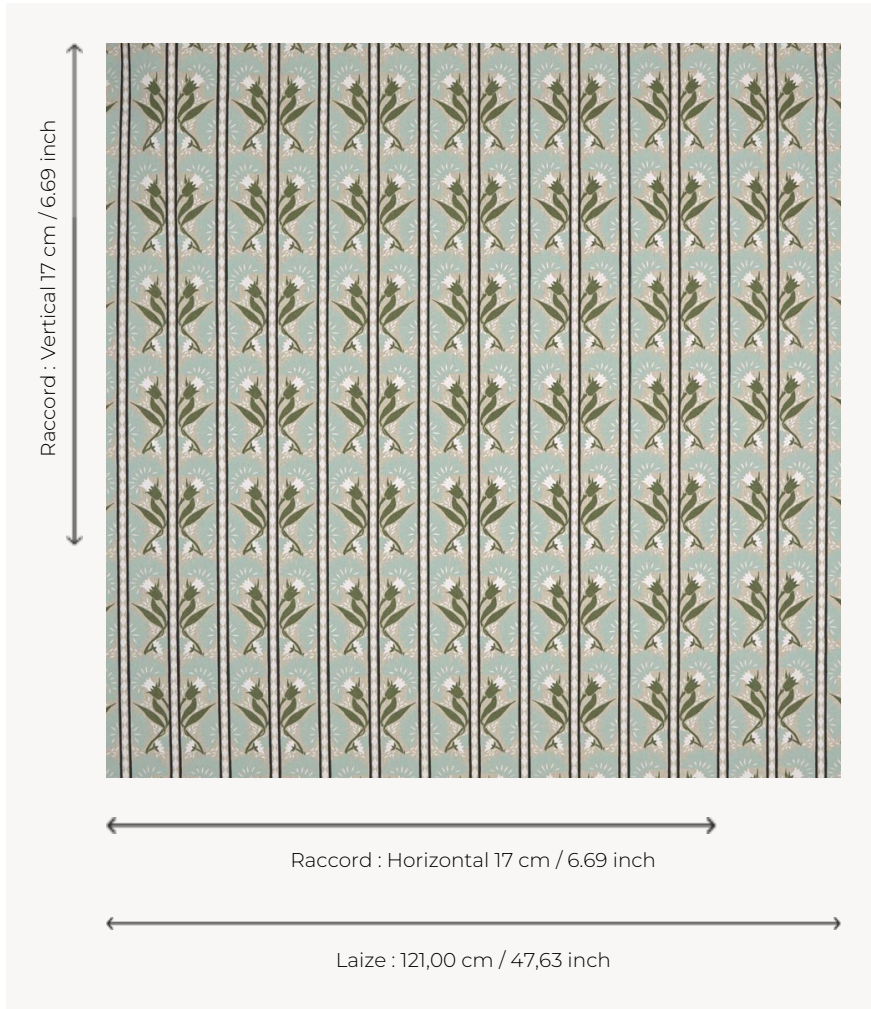 Raccord : Vertical 17 cm / 6.69 inch
Raccord : Horizontal 17 cm / 6.69 inch
Laize : 121,00 cm / 47,63 inch